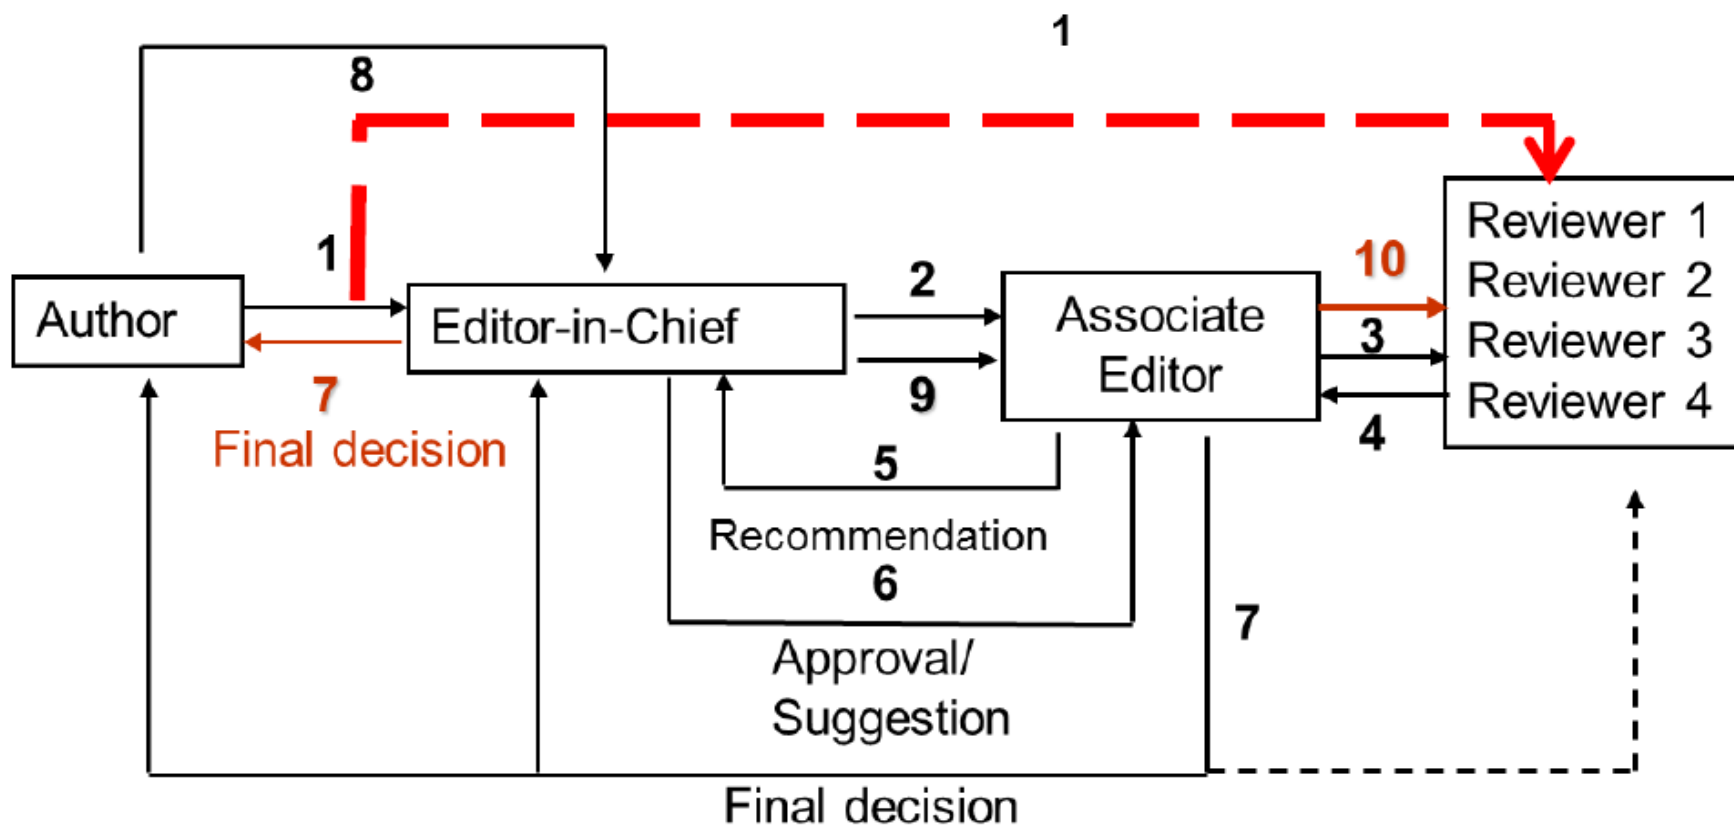 1
8
1
Author
Editor-in-Chief
7
Final decision
2
9
Associate
Editor
10
3
4
Reviewer 1
Reviewer 2
Reviewer 3
Reviewer 4
5
Recommendation
6
Approval/
Suggestion
7
Final decision